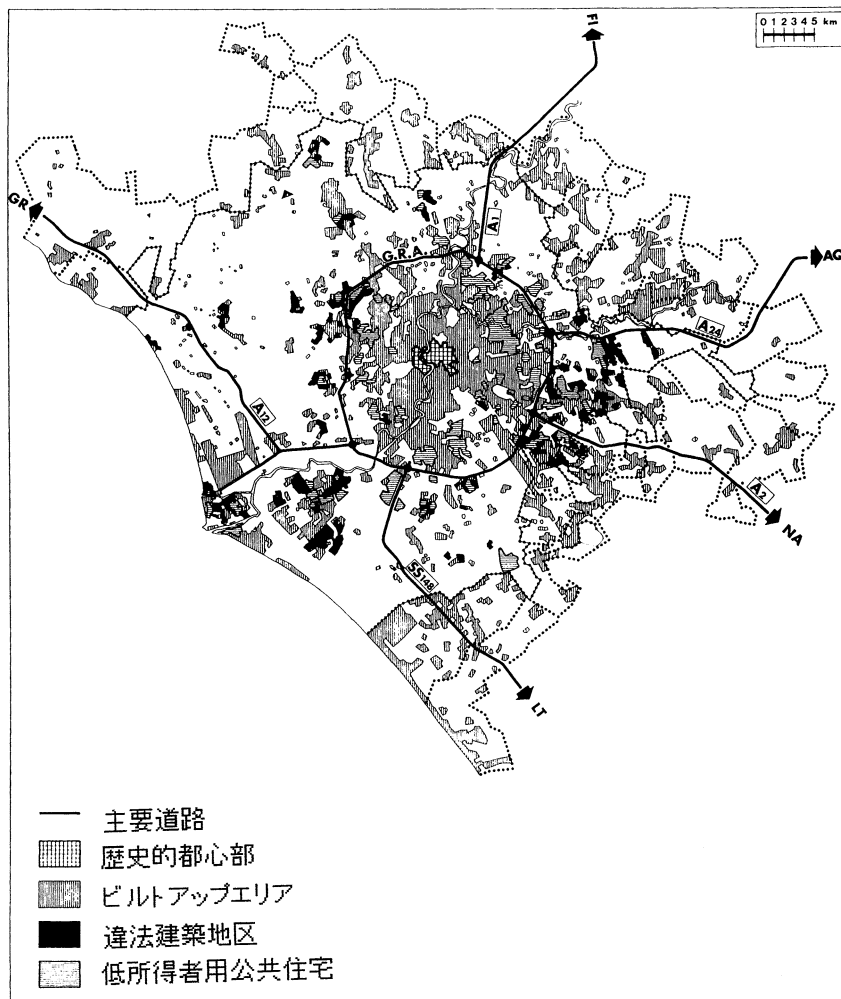 FI
0 1 2 3 4 5 km
GR
A1
G.R.A.
AQ
A24
A12
A2
NA
SS148
LT
主要道路
歴史的都心部
ビルトアップエリア
違法建築地区
低所得者用公共住宅